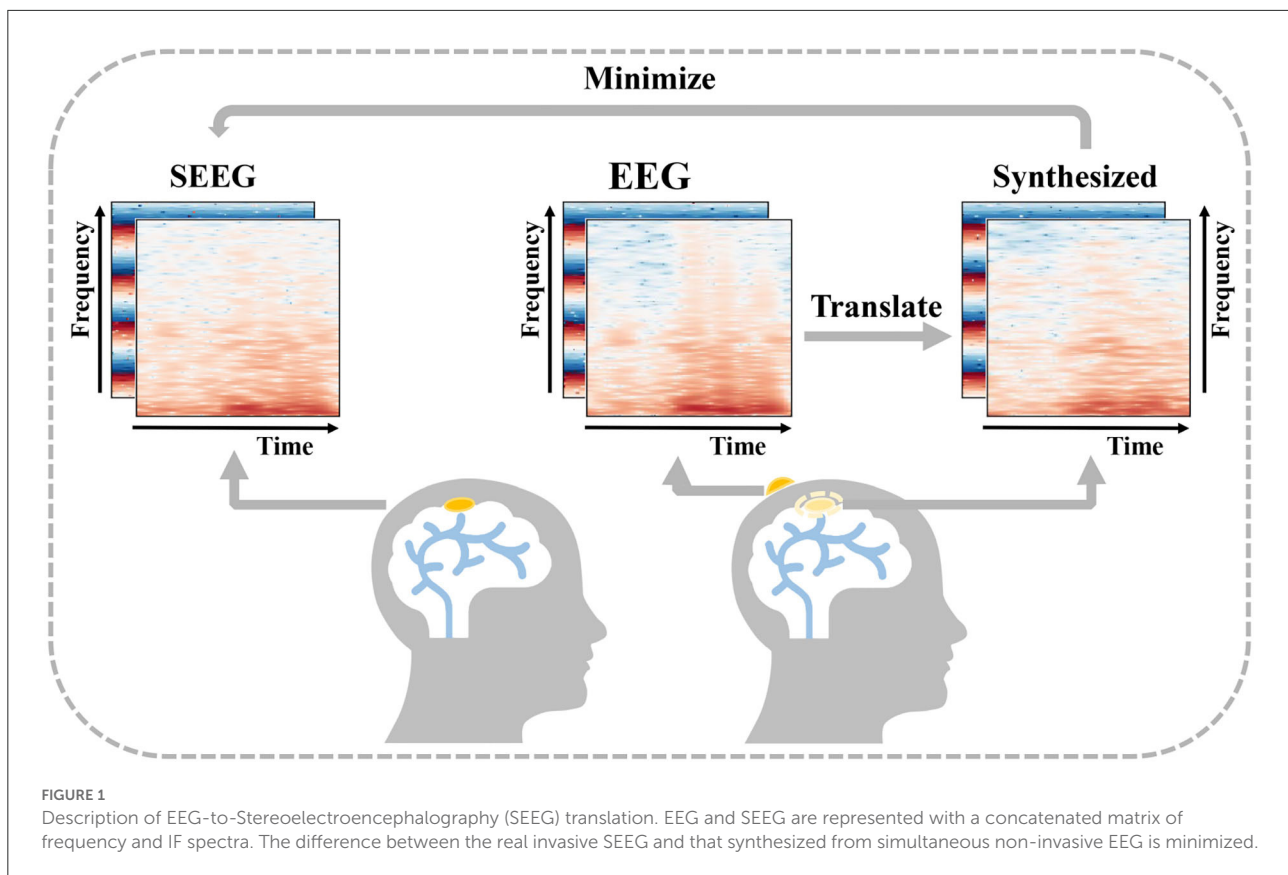 Minimize
SEEG
EEG
Synthesized
Frequency
Time
Frequency
Time
Translate
Frequency
Time
FIGURE 1
Description of EEG-to-Stereoelectroencephalography (SEEG) translation. EEG and SEEG are represented with a concatenated matrix of
frequency and IF spectra. The difference between the real invasive SEEG and that synthesized from simultaneous non-invasive EEG is minimized.